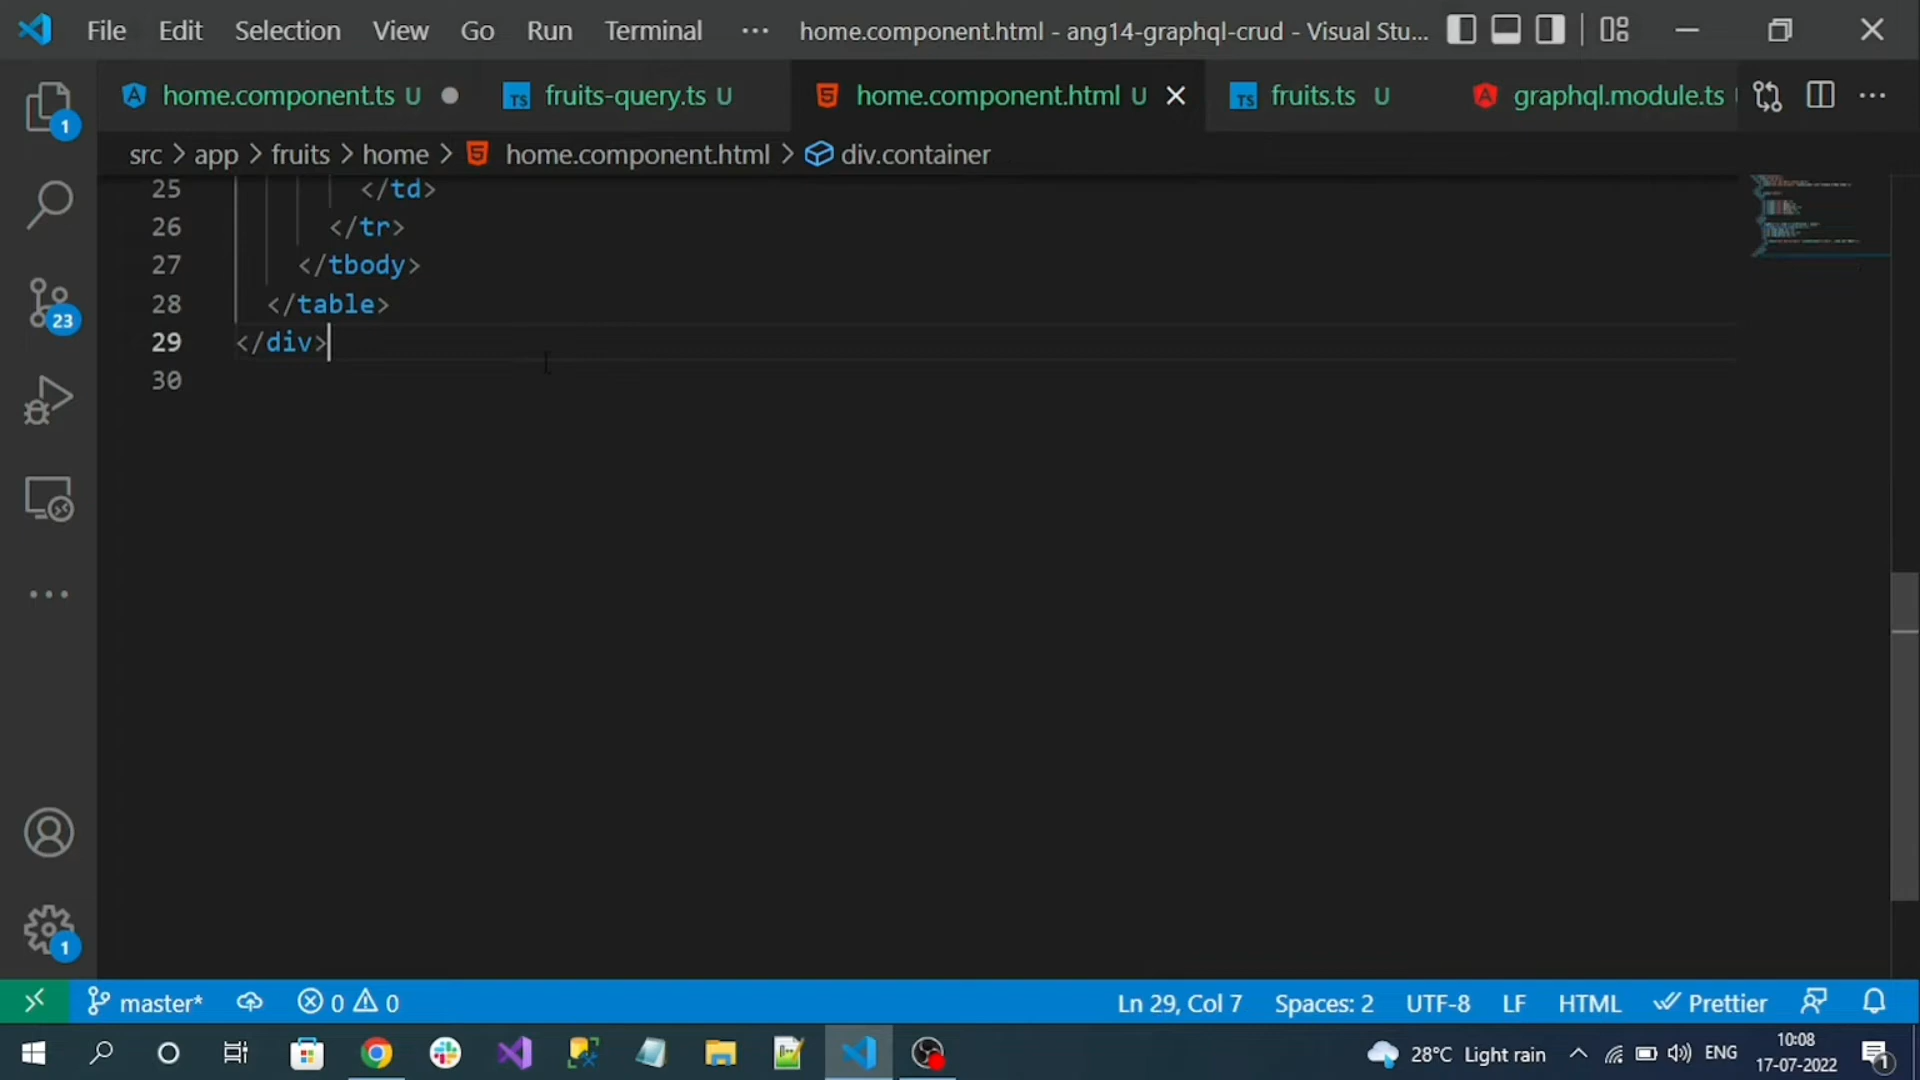 File Edit Selection View Go Run Terminal ··· home.component.html - ang14-graphql-crud - Visual Stu...
home.component.ts U fruits-query.ts U home.component.html U fruits.ts U graphql.module.ts
src > app > fruits > home > home.component.html > div.container
25 </td>
26 </tr>
27 </tbody>
28 </table>
29 </div>
30
1
23
1
master* 0 0 Ln 29, Col 7 Spaces: 2 UTF-8 LF HTML Prettier
28°C Light rain ENG 10:08
17-07-2022
1